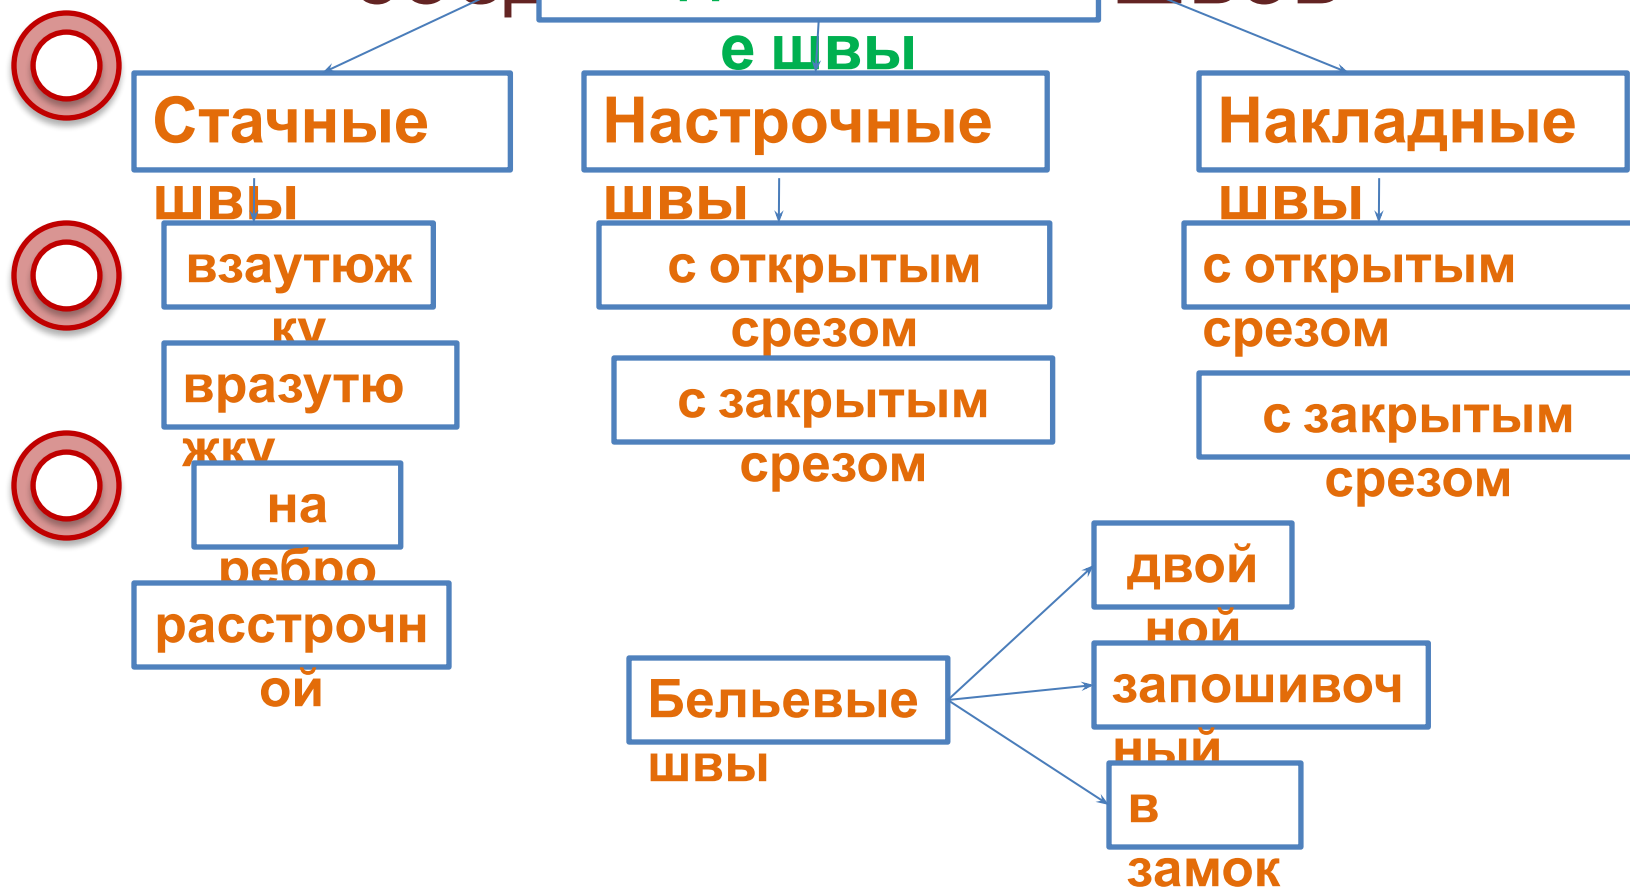 е швы
Стачные
швы
Настрочные
швы
Накладные
швы
взаутюж
ку
с открытым
срезом
с открытым
срезом
вразутю
жку
с закрытым
срезом
с закрытым
срезом
на
ребро
расстрочн
ой
двой
ной
Бельевые
швы
запошивоч
ный
в
замок